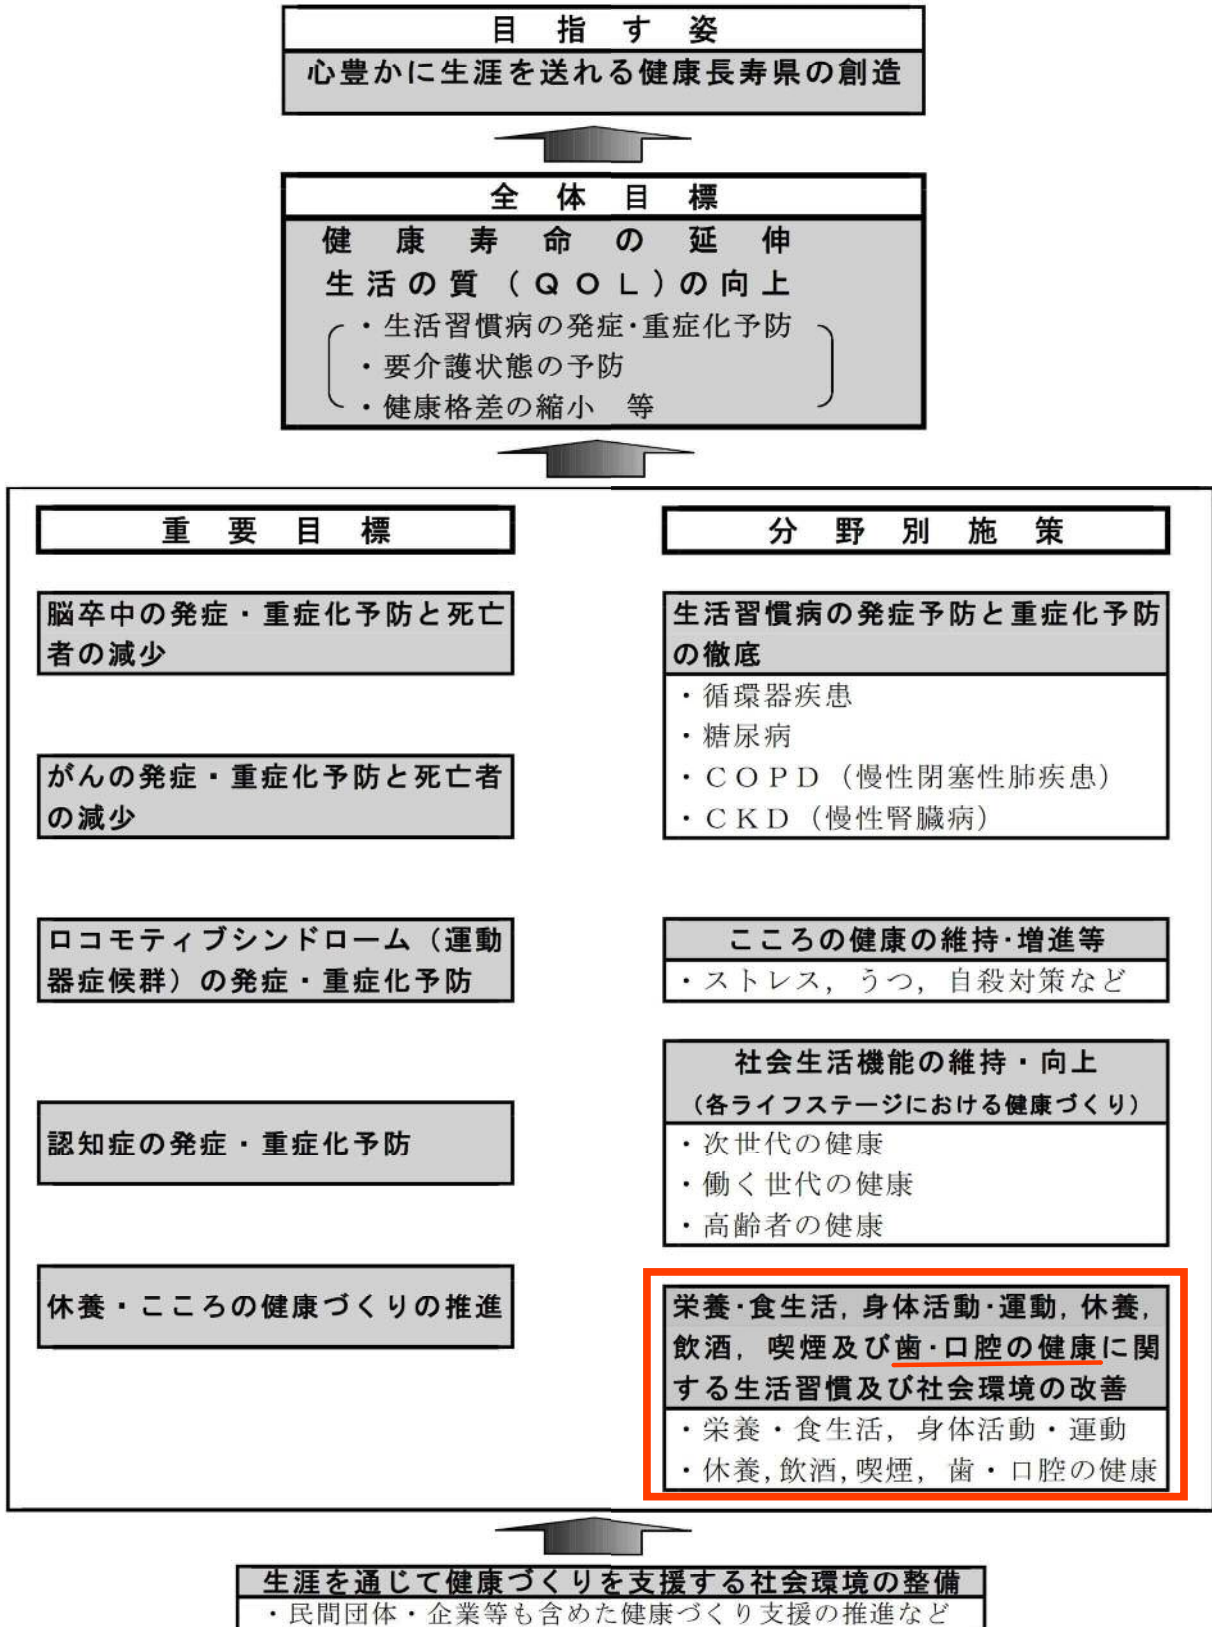 目指す姿
心豊かに生涯を送れる健康長寿県の創造
全体目標
健康寿命の延伸
生活の質(QOL)の向上
・生活習慣病の発症・重症化予防
・要介護状態の予防
・健康格差の縮小　等
重要目標
脳卒中の発症・重症化予防と死亡
者の減少
がんの発症・重症化予防と死亡者
の減少
ロコモティブシンドローム(運動
器症候群)の発症・重症化予防
認知症の発症・重症化予防
休養・こころの健康づくりの推進
分野別施策
生活習慣病の発症予防と重症化予防
の徹底
・循環器疾患
・糖尿病
・COPD(慢性閉塞性肺疾患)
・CKD(慢性腎臓病)
こころの健康の維持・増進等
・ストレス,うつ,自殺対策など
社会生活機能の維持・向上
(各ライフステージにおける健康づくり)
・次世代の健康
・働く世代の健康
・高齢者の健康
栄養・食生活,身体活動・運動,休養,
飲酒,喫煙及び歯・口腔の健康に関
する生活習慣及び社会環境の改善
・栄養・食生活,身体活動・運動
・休養,飲酒,喫煙,歯・口腔の健康
生涯を通じて健康づくりを支援する社会環境の整備
・民間団体・企業等も含めた健康づくり支援の推進など